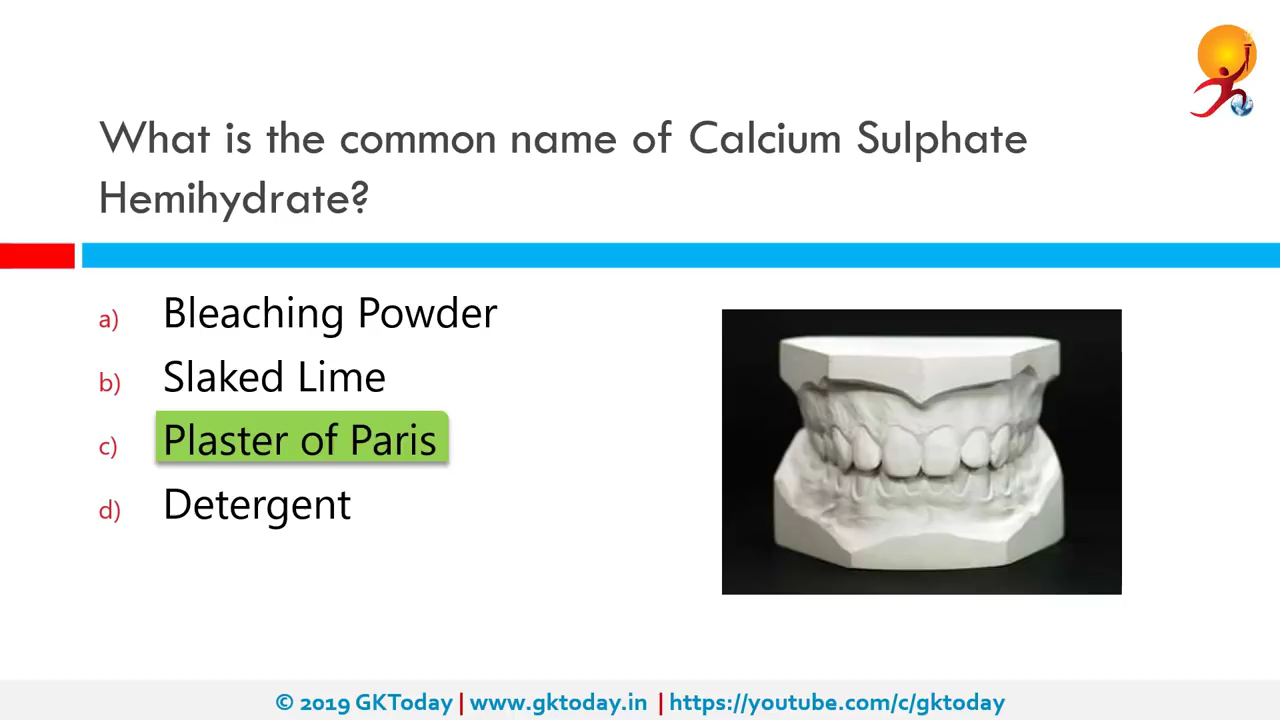 What is the common name of Calcium Sulphate
Hemihydrate?
a) Bleaching Powder
b) Slaked Lime
c) Plaster of Paris
d) Detergent
© 2019 GKToday | www.gktoday.in | https://youtube.com/c/gktoday